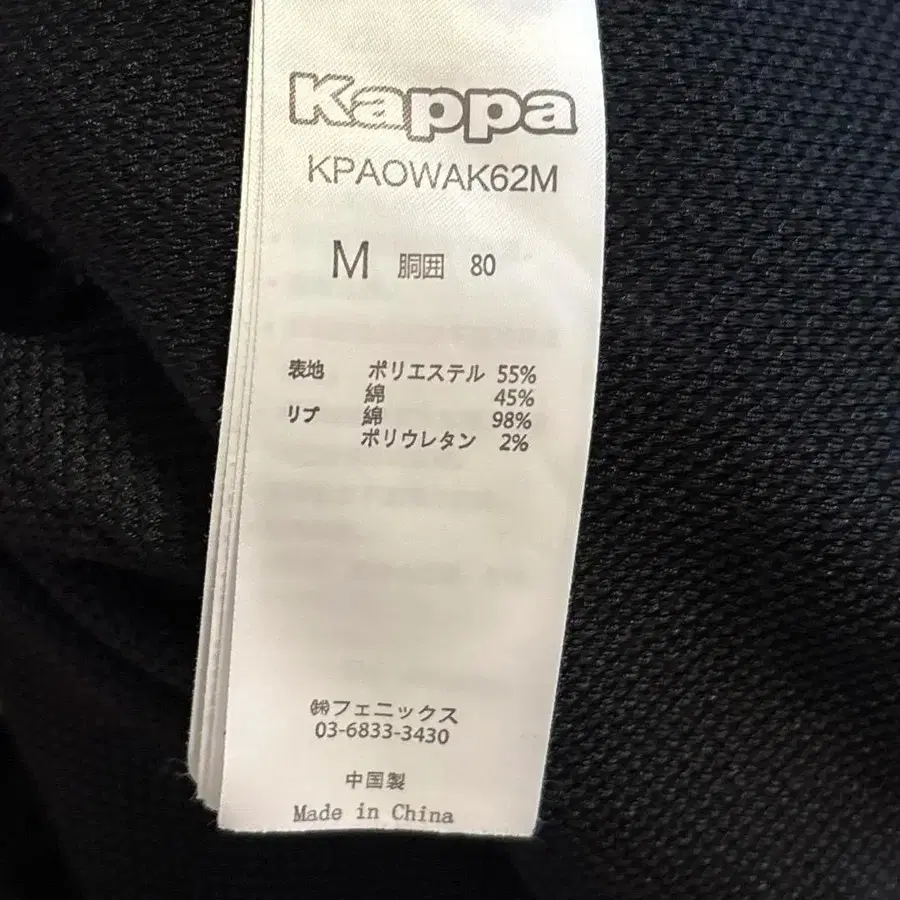 Kappa
KPAOWAK62M
M 胴囲 80
表地 ポリエステル 55%
綿 45%
リブ 綿 98%
ポリウレタン 2%
㈱フェニックス
03-6833-3430
中国製
Made in China